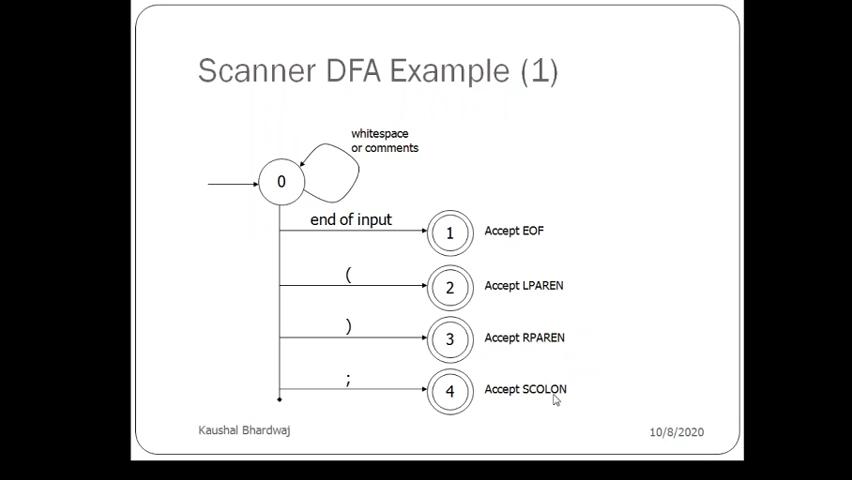 Scanner DFA Example (1)
whitespace
or comments
0
end of input
1
Accept EOF
(
2
Accept LPAREN
)
3
Accept RPAREN
;
4
Accept SCOLON
Kaushal Bhardwaj
10/8/2020